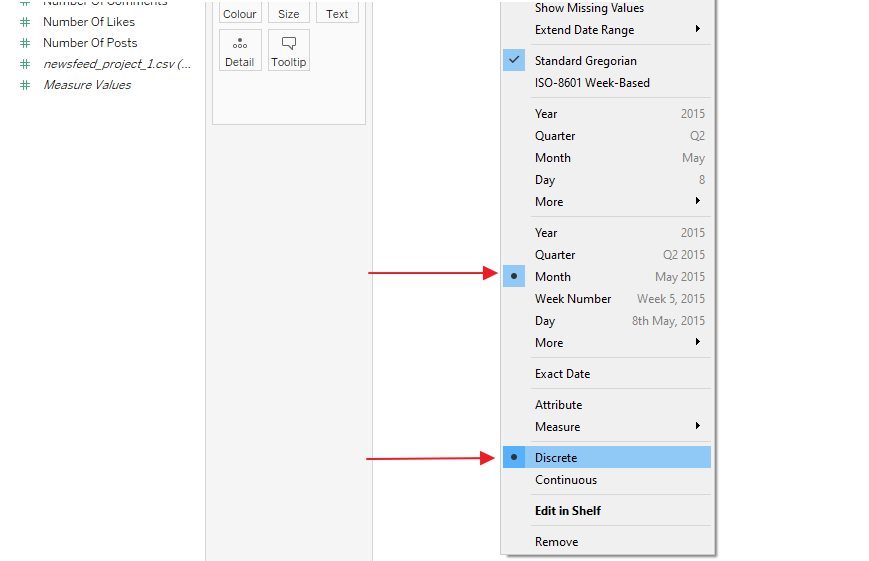 Number Of Comments
Number Of Likes
Number Of Posts
newsfeed_project_1.csv (...
Measure Values
Colour Size Text
Detail Tooltip
Show Missing Values
Extend Date Range
Standard Gregorian
ISO-8601 Week-Based
Year 2015
Quarter Q2
Month May
Day 8
More
Year 2015
Quarter Q2 2015
Month May 2015
Week Number Week 5, 2015
Day 8th May, 2015
More
Exact Date
Attribute
Measure
Discrete
Continuous
Edit in Shelf
Remove